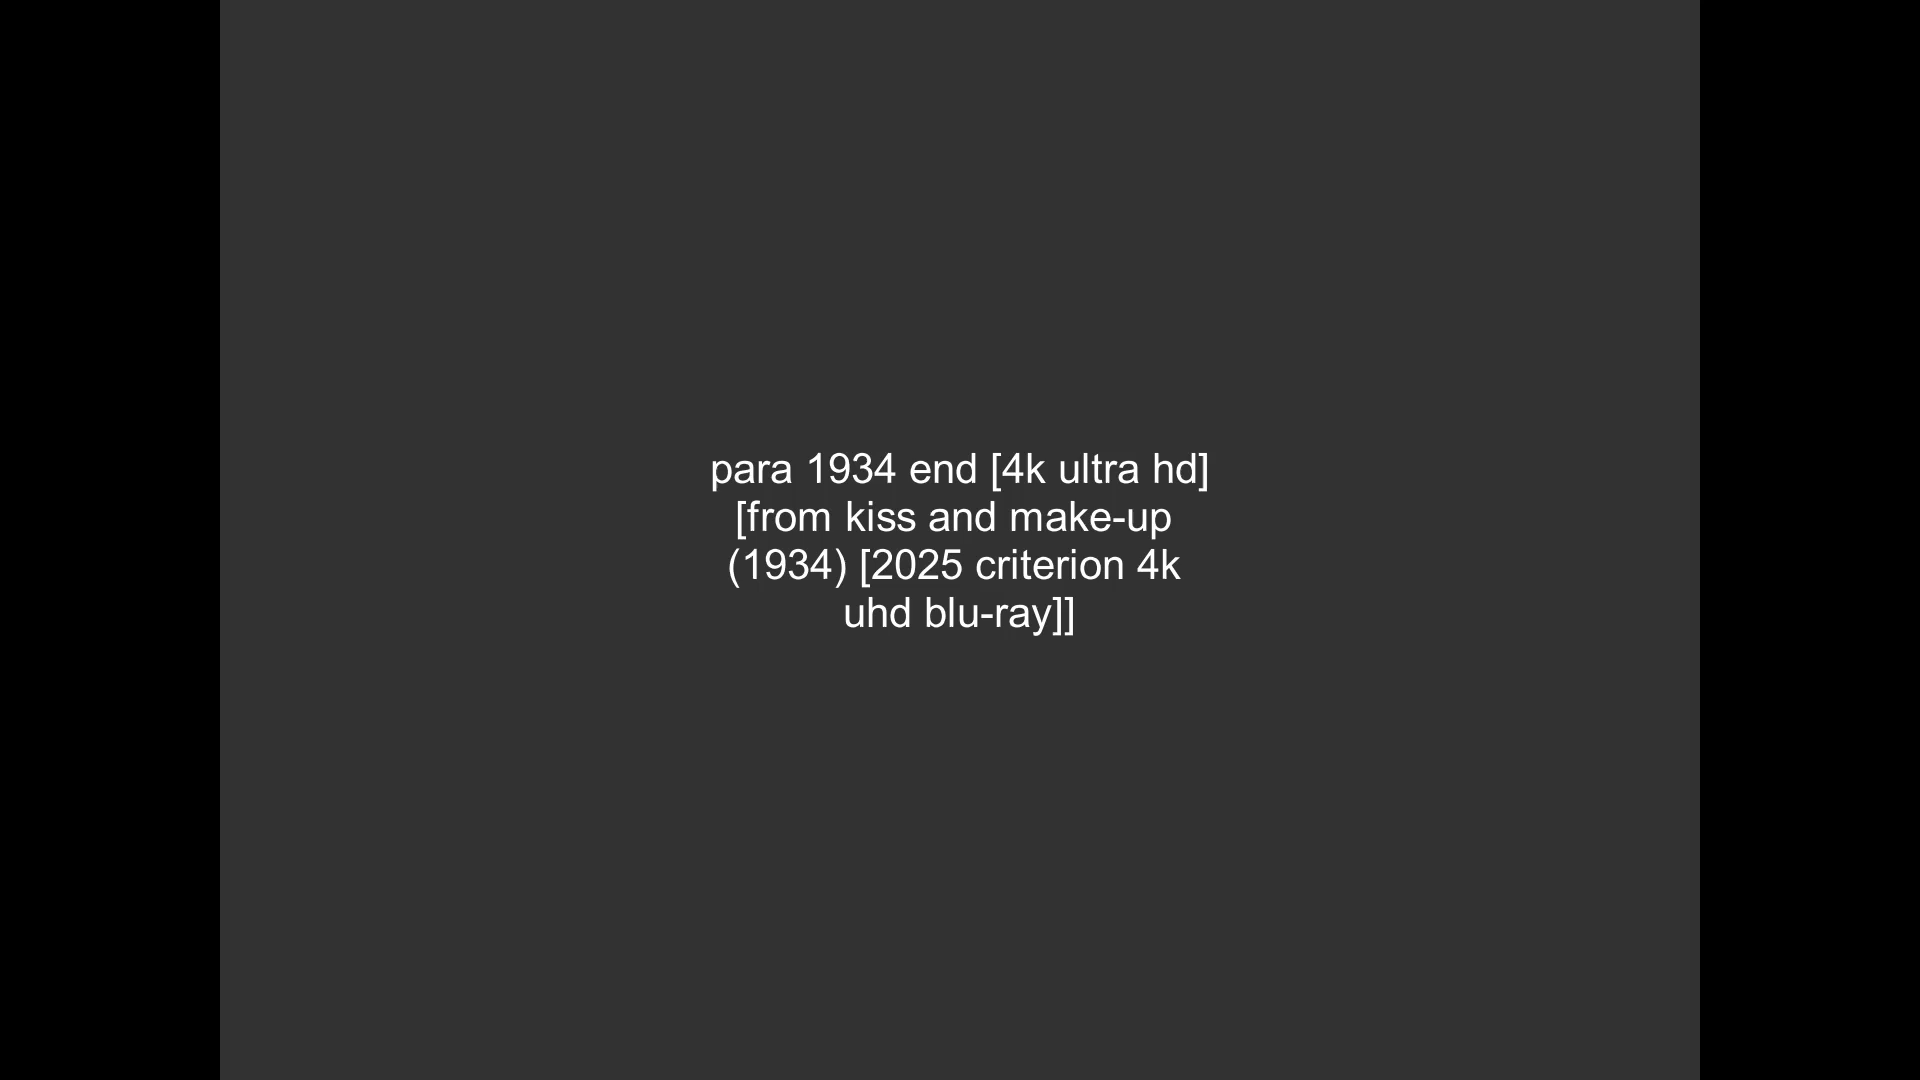 para 1934 end [4k ultra hd]
[from kiss and make-up
(1934) [2025 criterion 4k
uhd blu-ray]]